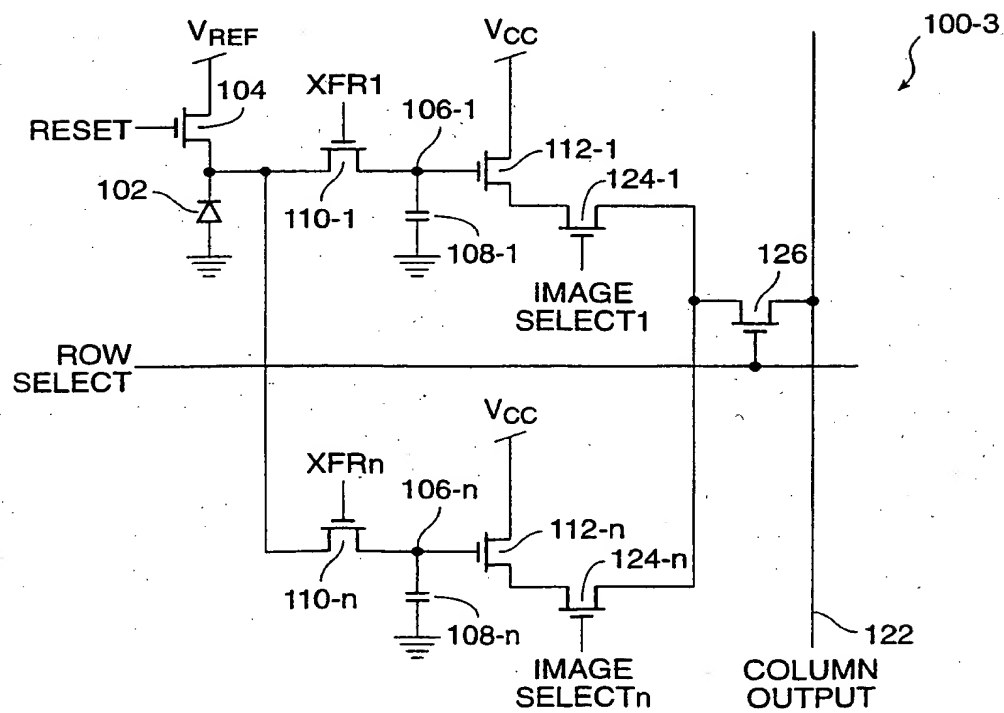 100-3
VREF
VCC
104
XFR1
106-1
RESET
112-1
124-1
102
110-1
108-1
126
IMAGE
SELECT1
ROW
SELECT
VCC
XFRn
106-n
112-n
124-n
110-n
108-n
122
IMAGE
SELECTn
COLUMN
OUTPUT